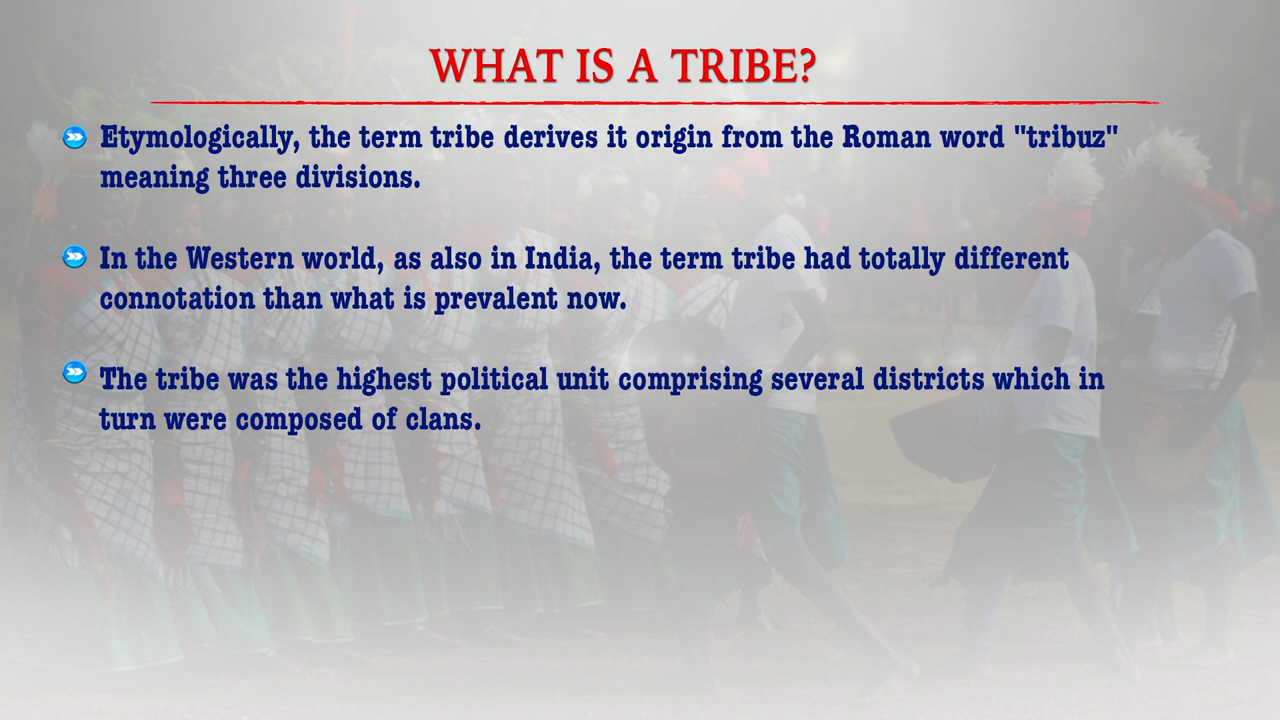 WHAT IS A TRIBE?
Etymologically, the term tribe derives it origin from the Roman word "tribuz"
meaning three divisions.
In the Western world, as also in India, the term tribe had totally different
connotation than what is prevalent now.
The tribe was the highest political unit comprising several districts which in
turn were composed of clans.